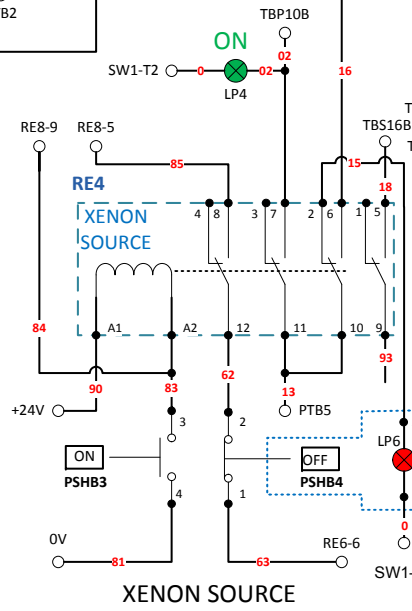 TB2
TBP10B
ON
02
SW1-T2
0
02
16
LP4
RE8-9
RE8-5
TBS16B
85
15
RE4
18
4 8
3 7
2 6
1 5
XENON
SOURCE
84
A1
A2
12
11
10
9
93
90
83
62
13
+24V
PTB5
3
2
LP6
ON
OFF
PSHB3
PSHB4
4
1
0
0V
RE6-6
81
63
SW1-
XENON SOURCE